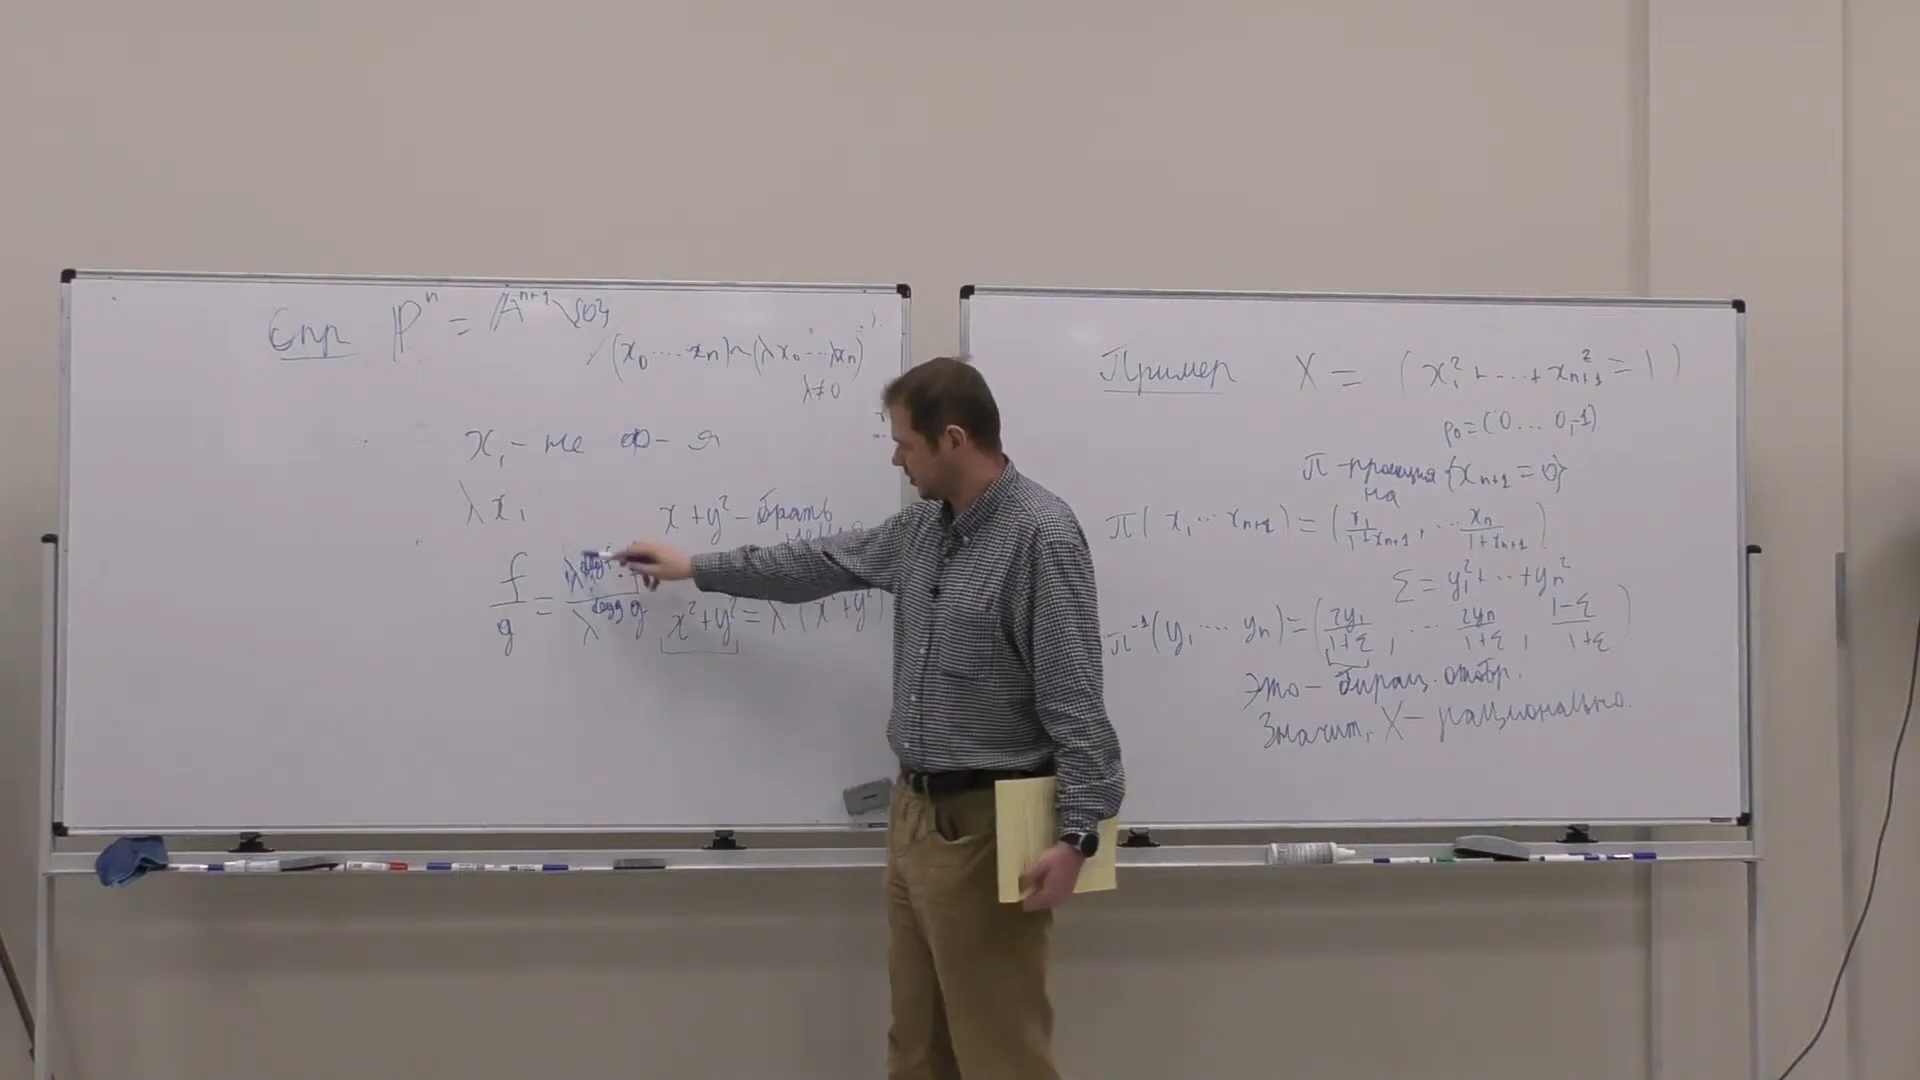 Опр Pⁿ = Aⁿ⁺¹\{0}
/(x₀ .... xₙ) ~ (λx₀ ... λxₙ)
λ≠0
x₁ - не ф-я
λx₁
x + y² - брать
f/g = λ^(deg f) · f / λ^(deg g) g
x² + y² = λ (x² + y²)
Пример X = (x₁² + ... + xₙ₊₁² = 1)
p₀ = (0 ... 0,-1)
π - проекция {xₙ₊₁ = 0}
на
π(x₁ ... xₙ₊₁) = (x₁/(1+xₙ₊₁), ... xₙ/(1+xₙ₊₁))
Σ = y₁² + ... + yₙ²
π⁻¹(y₁ .... yₙ) = (2y₁/(1+Σ), ... 2yₙ/(1+Σ), (1-Σ)/(1+Σ))
Это - бирац. отобр.
Значит, X - рационально.